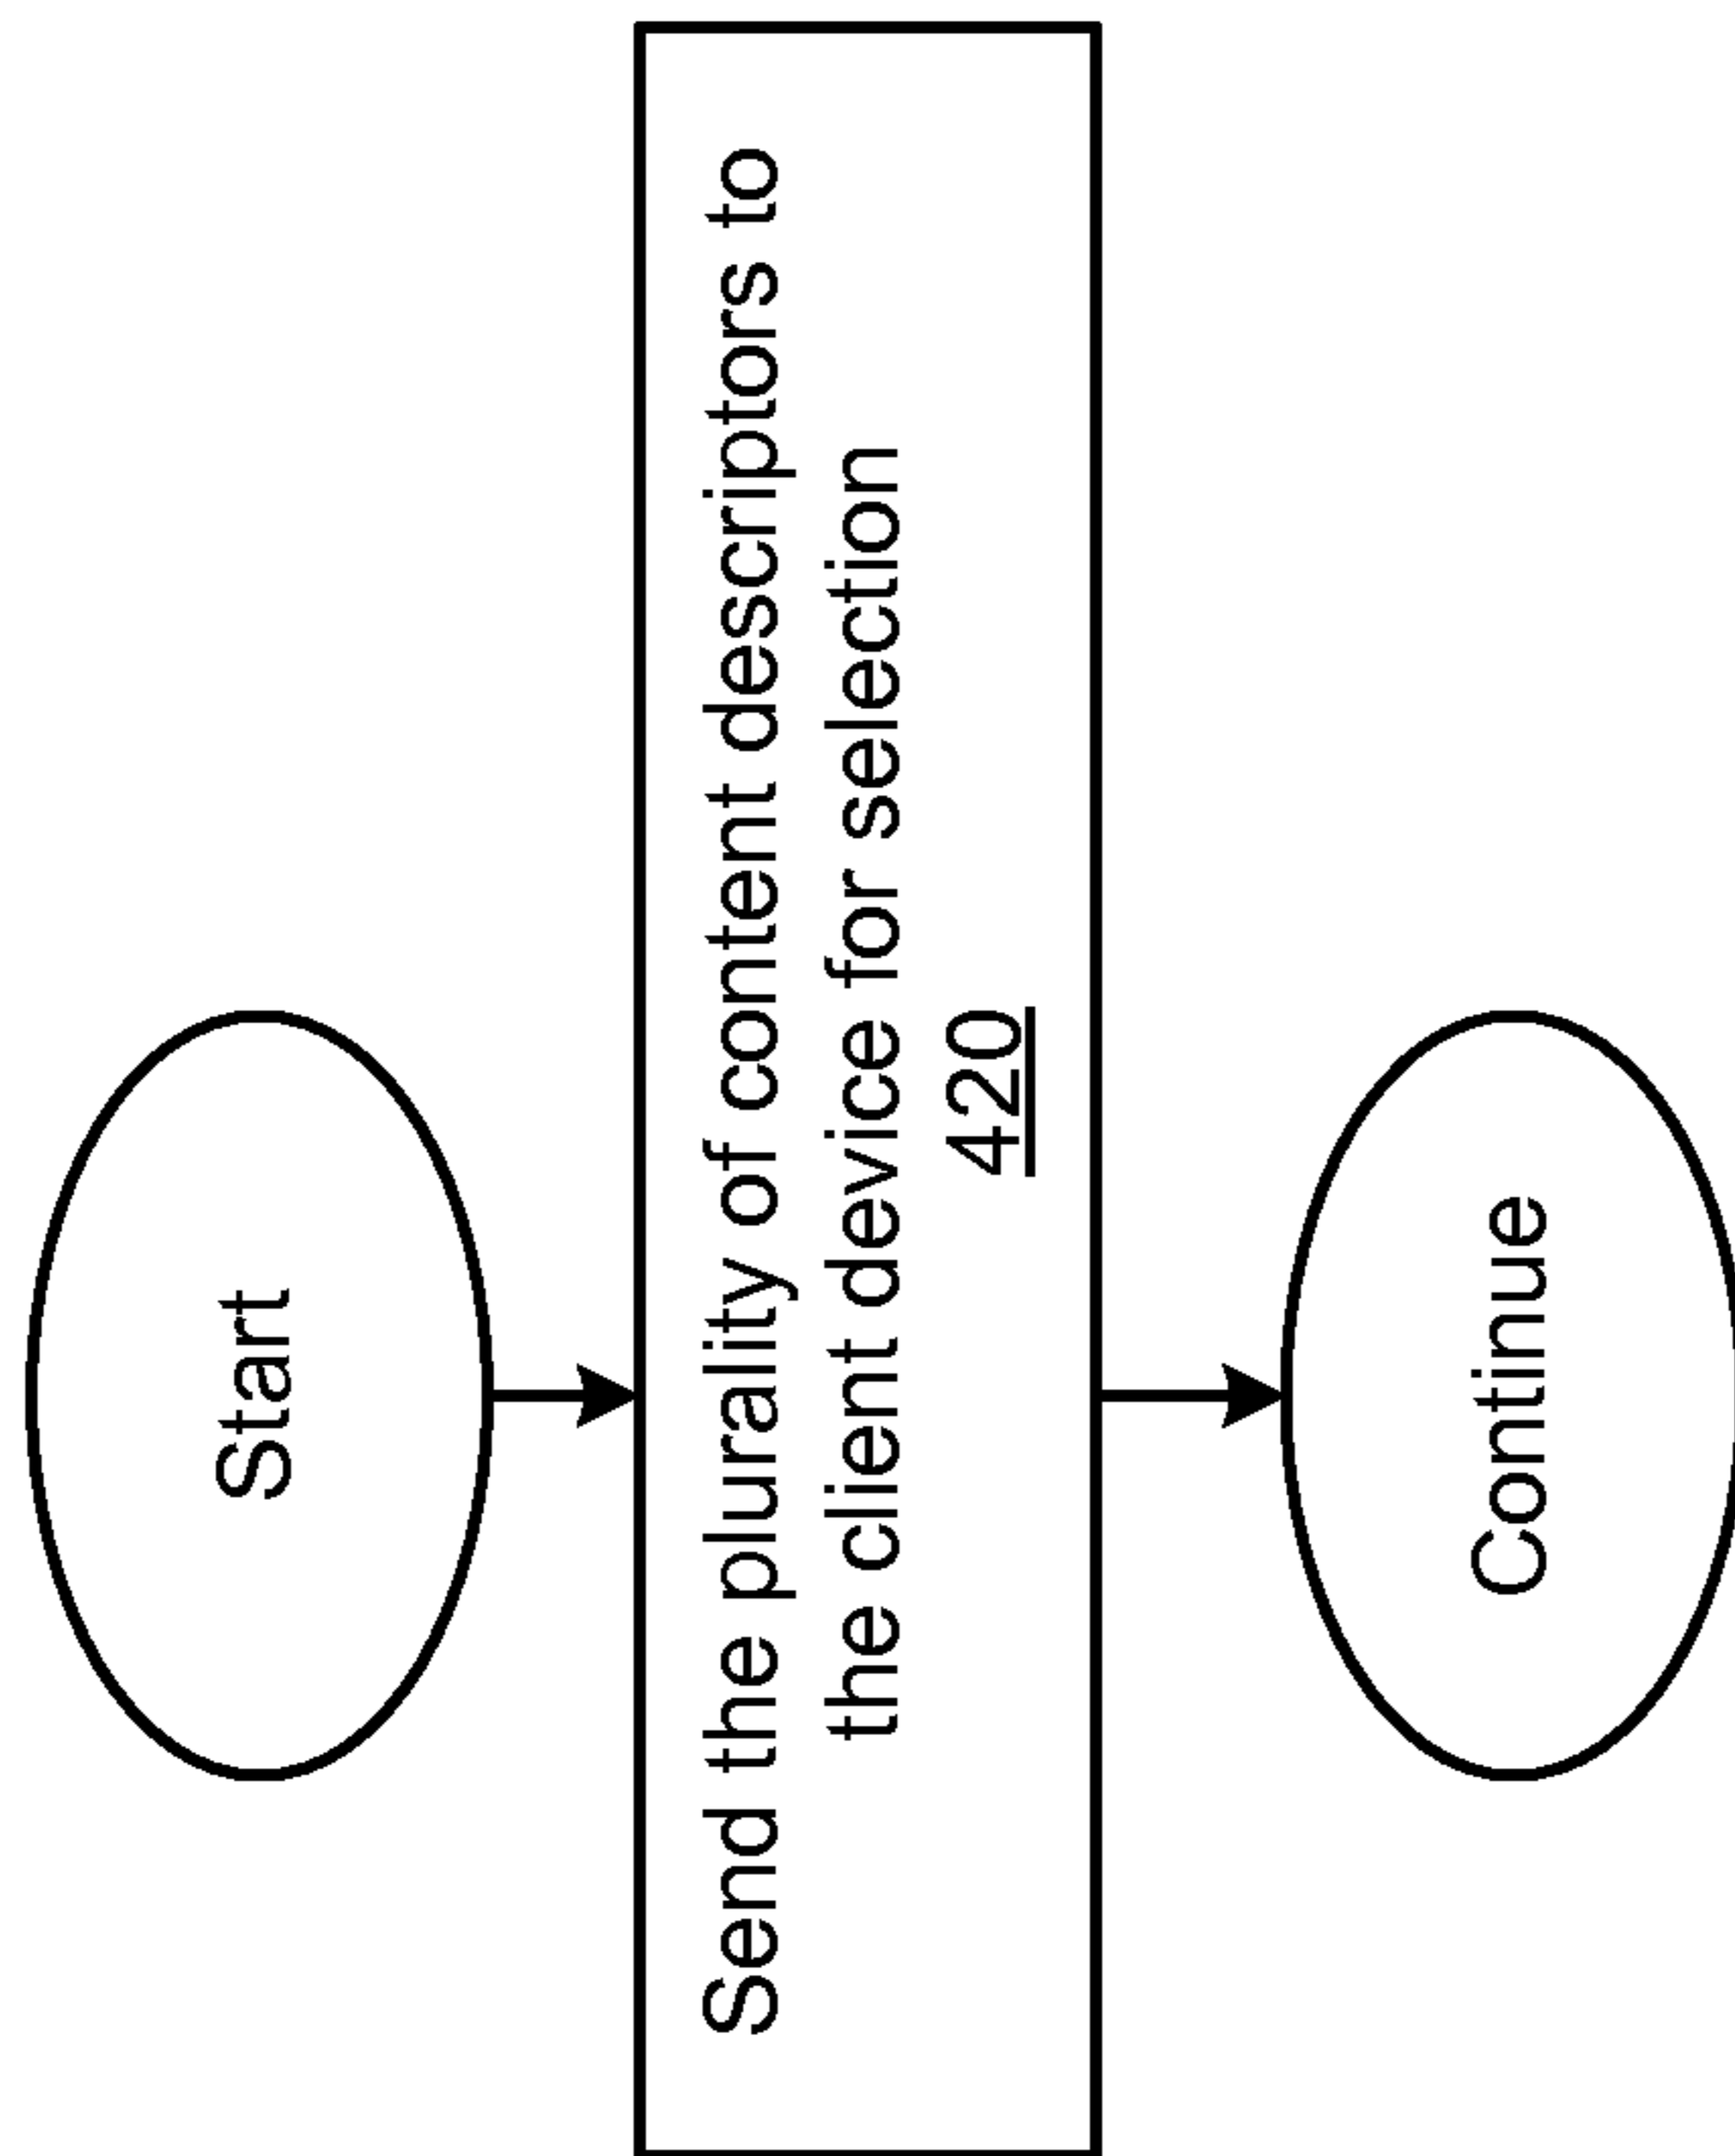 Start
Send the plurality of content descriptors to
the client device for selection
420
Continue